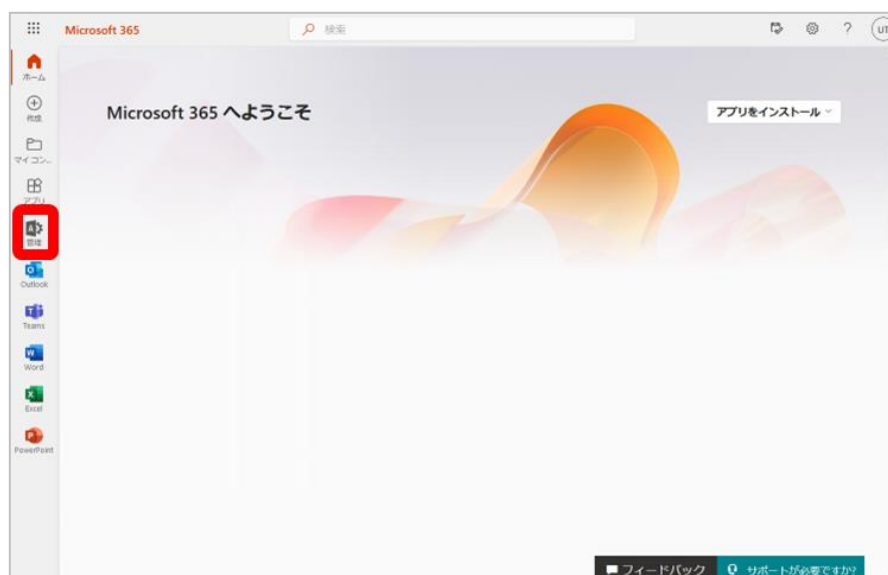 Microsoft 365
検索
UT
ホーム
作成
マイ コン...
アプリ
管理
Outlook
Teams
Word
Excel
PowerPoint
Microsoft 365 へようこそ
アプリをインストール
フィードバック
サポートが必要ですか?